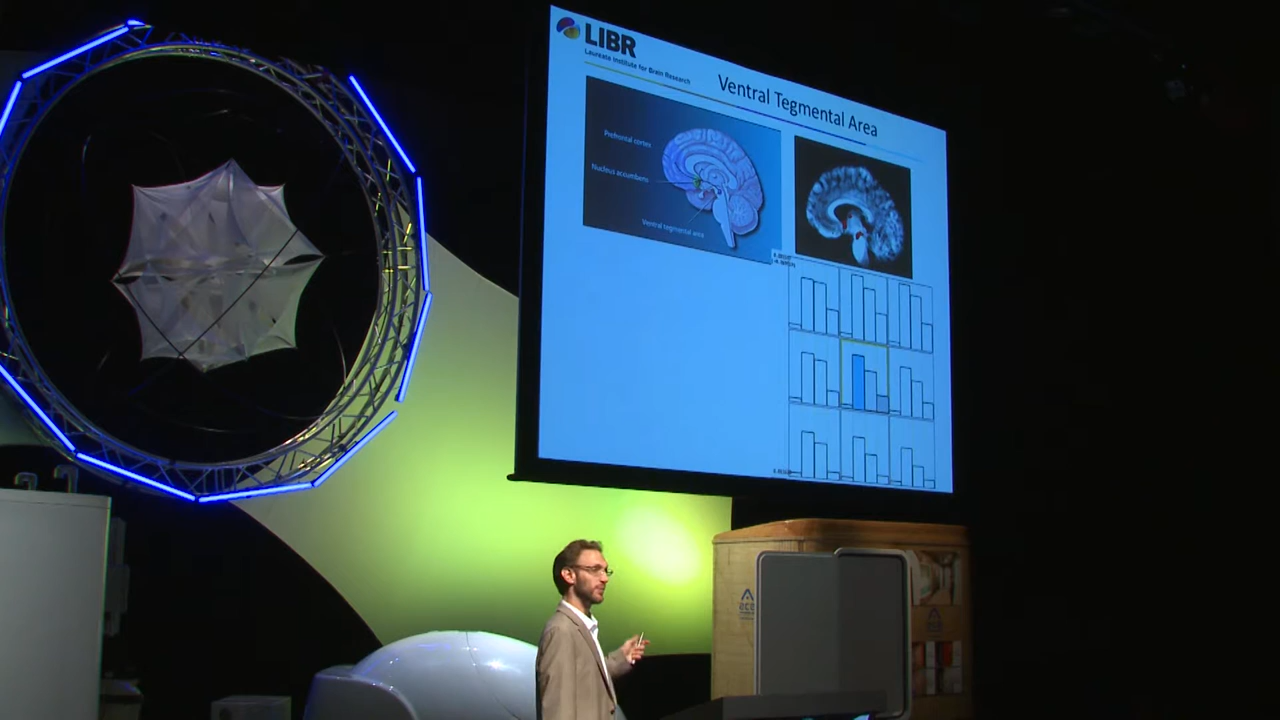 LIBR
Laureate Institute for Brain Research
Ventral Tegmental Area
Prefrontal cortex
Nucleus accumbens
Ventral tegmental area